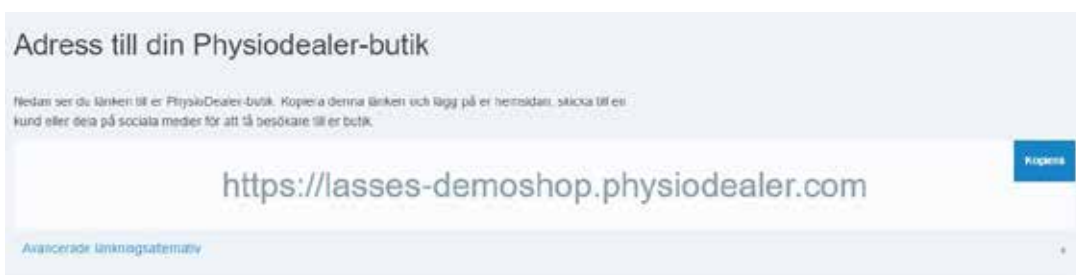 Adress till din Physiodealer-butik
Nedan ser du länken till er PhysioDealer-butik. Kopiera denna länken och lägg på er hemsidan, skicka till en
kund eller dela på sociala medier för att få besökare till er butik.
Kopiera
https://lasses-demoshop.physiodealer.com
Avancerade länkningsalternativ